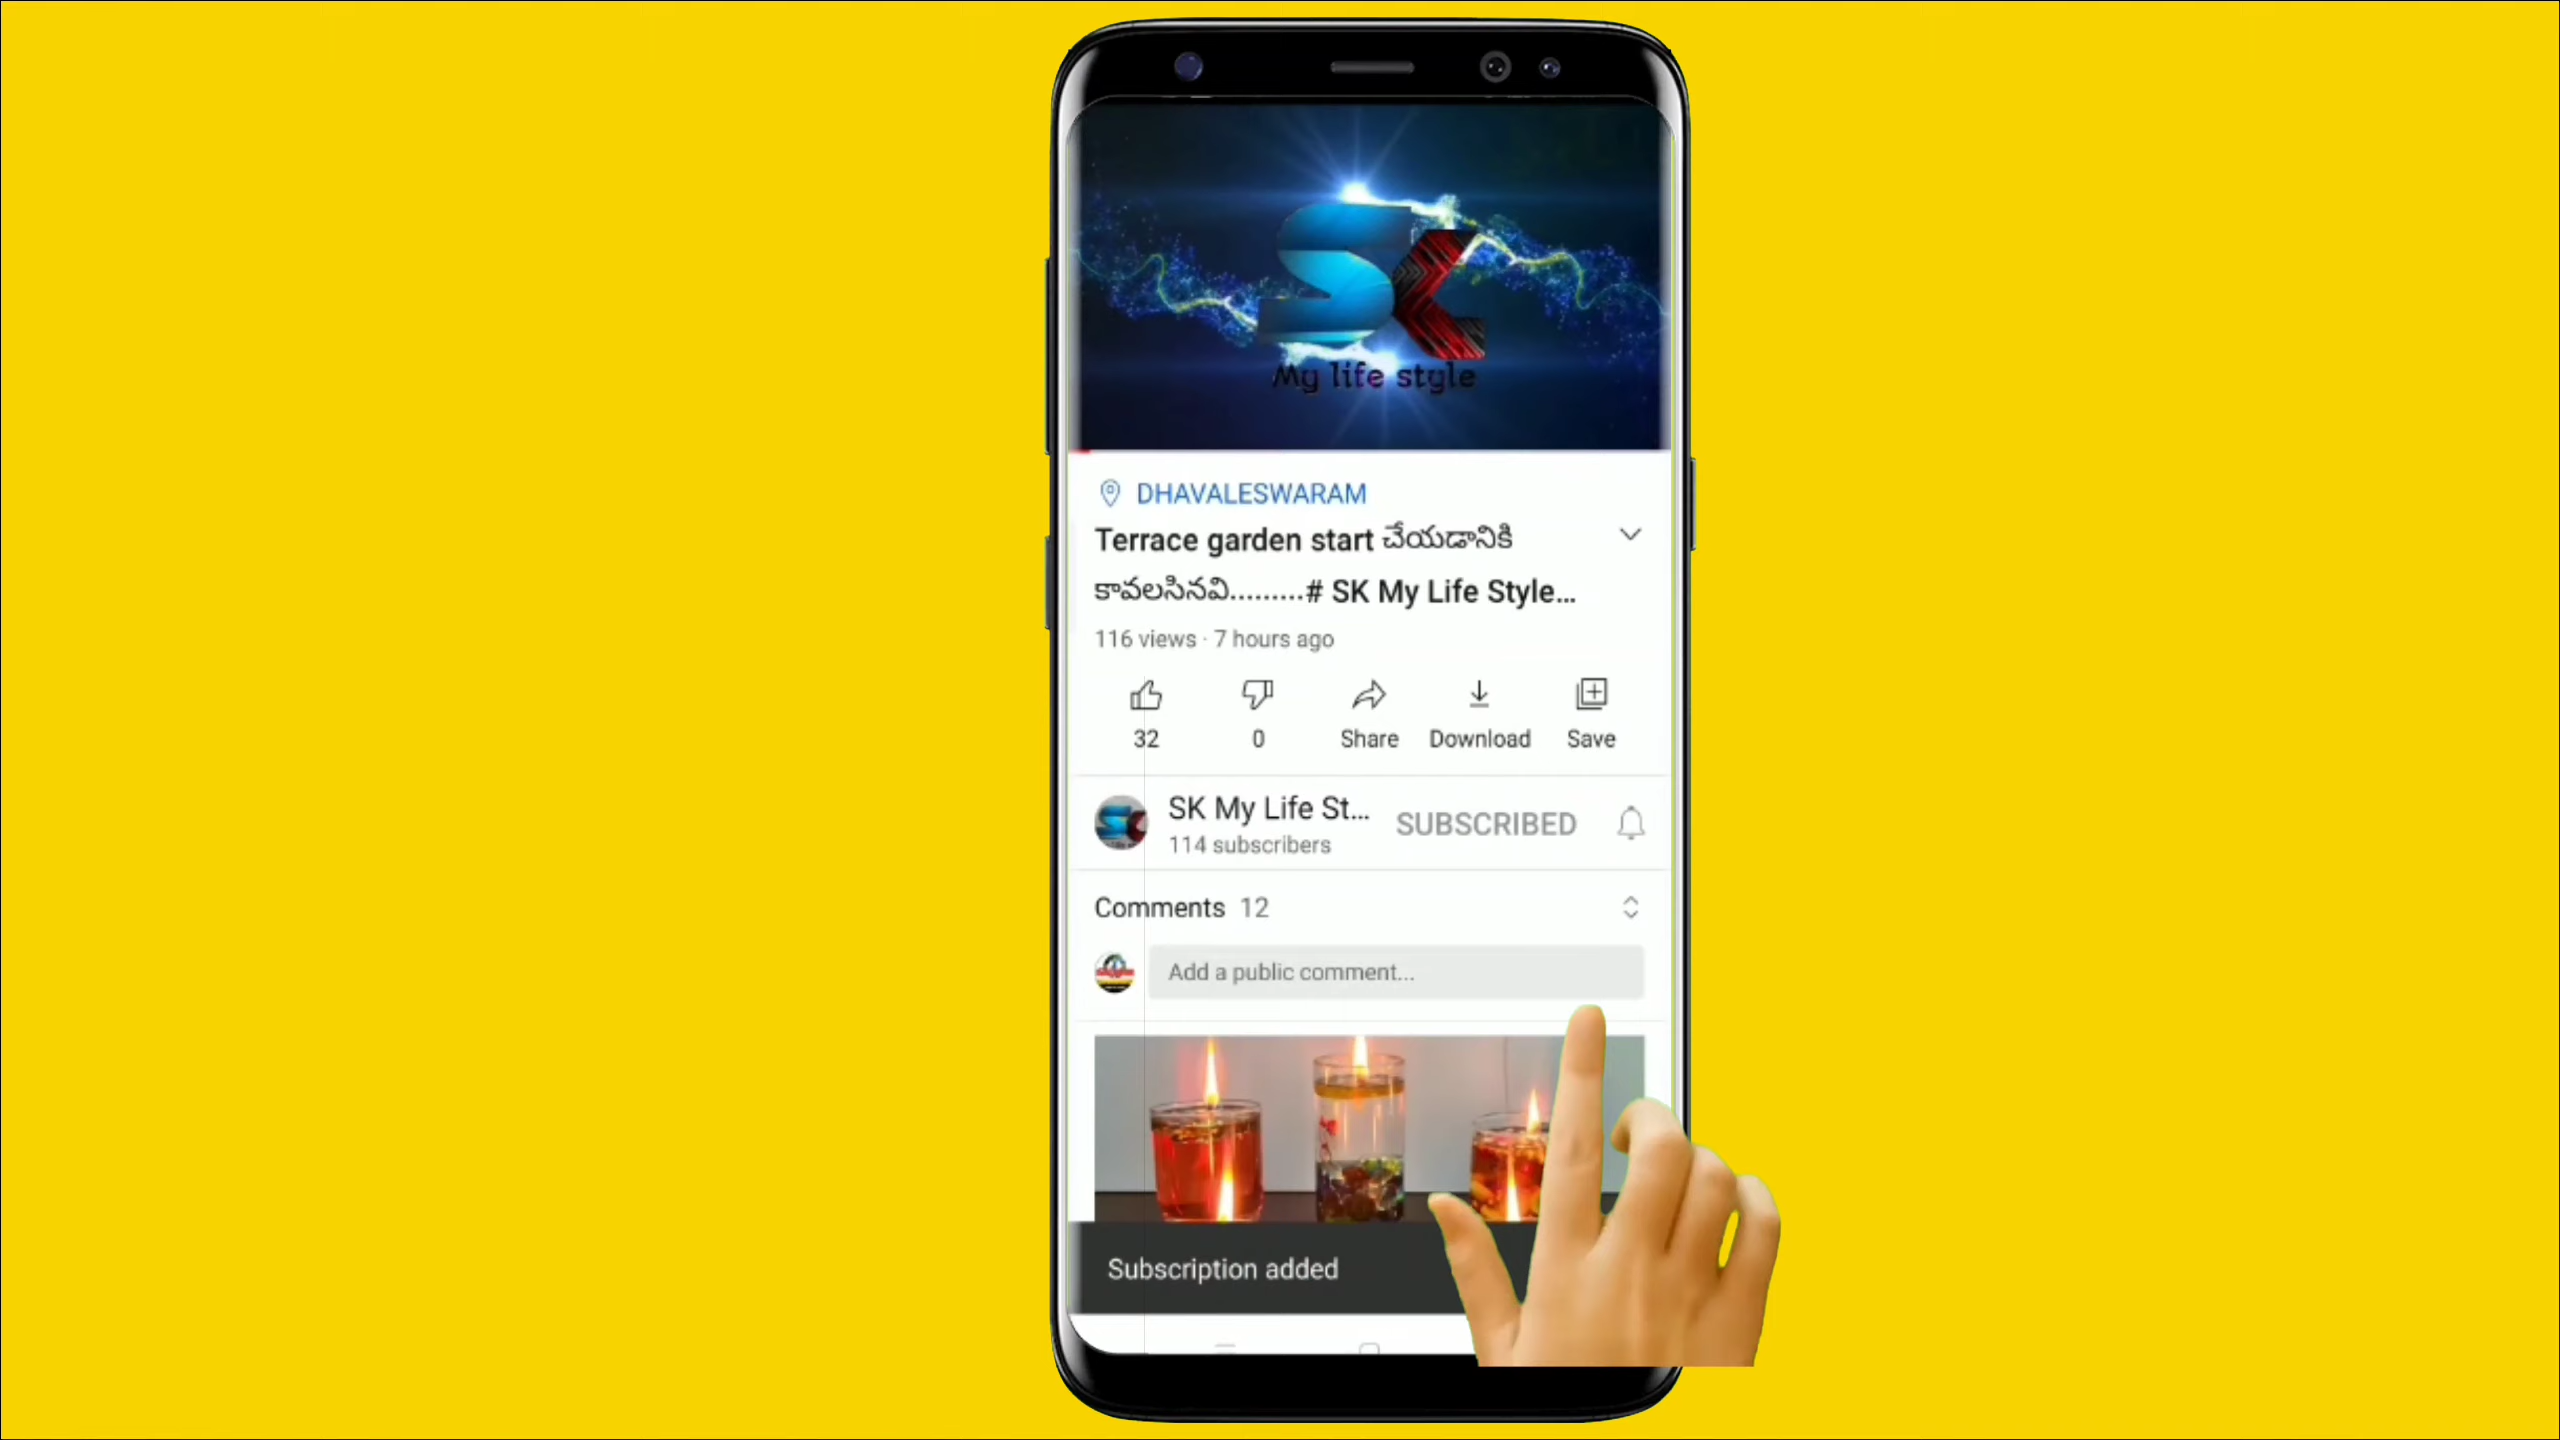 SK
My life style
DHAVALESWARAM
Terrace garden start చేయడానికి
కావలసినవి.........# SK My Life Style...
116 views · 7 hours ago
32
0
Share
Download
Save
SK My Life St...
SUBSCRIBED
114 subscribers
Comments 12
Add a public comment...
Subscription added